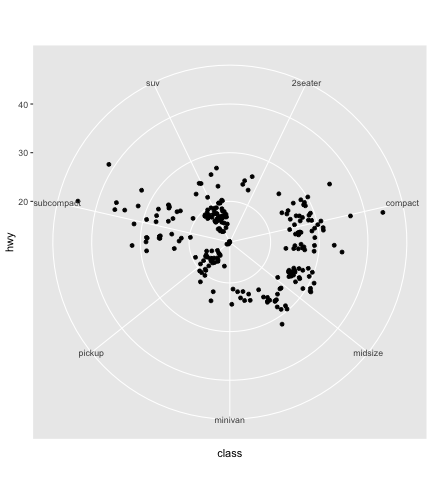 suv
2seater
40
30
20
subcompact
compact
hwy
pickup
midsize
minivan
class